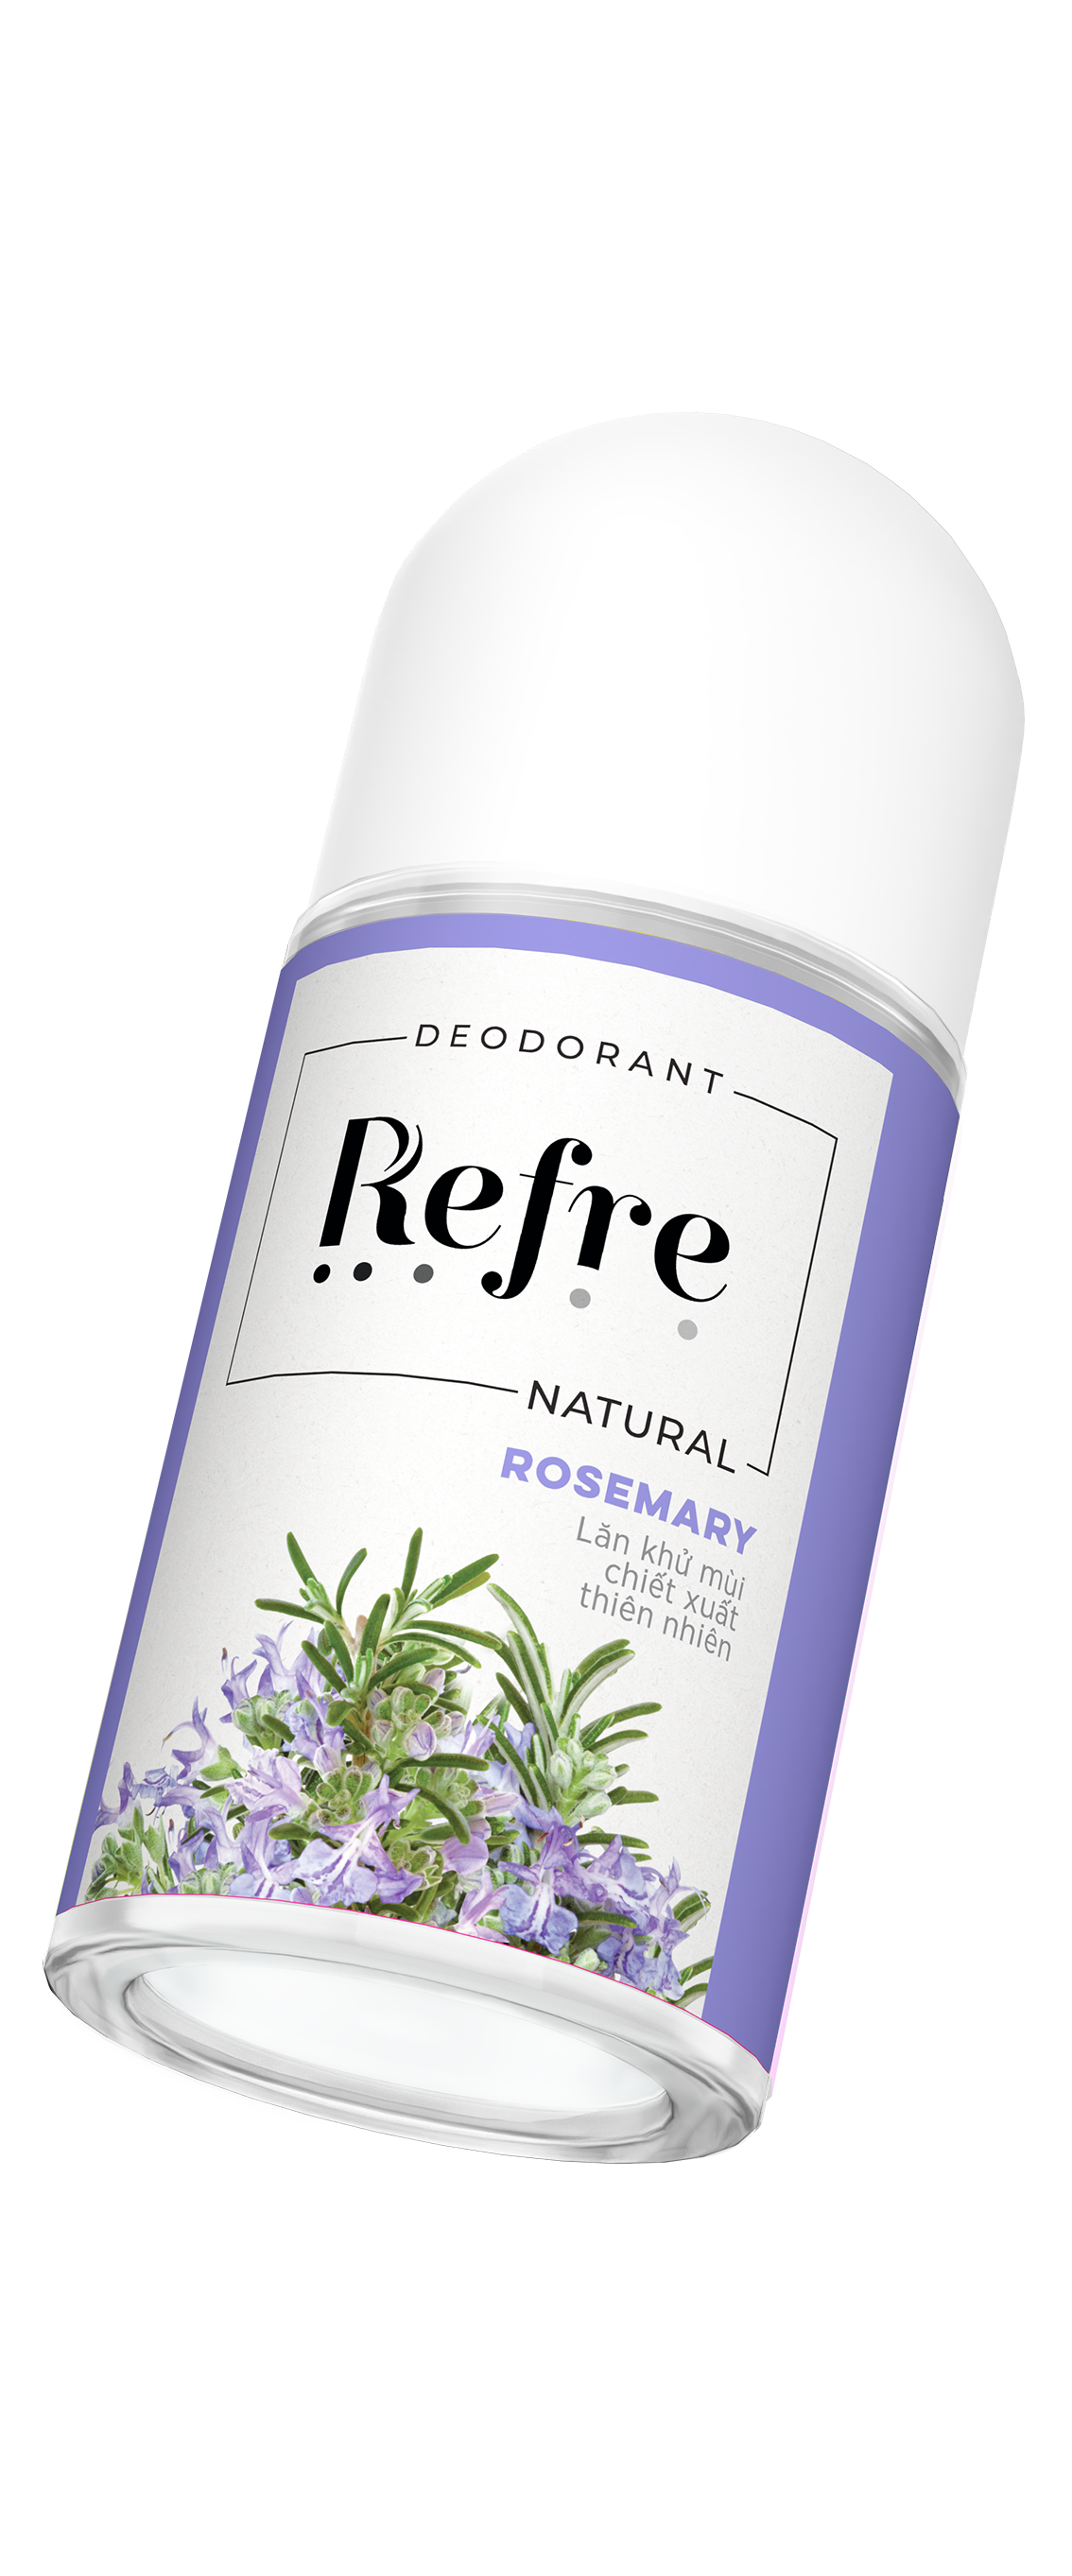 DEODORANT
Refre
NATURAL
ROSEMARY
Lăn khử mùi
chiết xuất
thiên nhiên